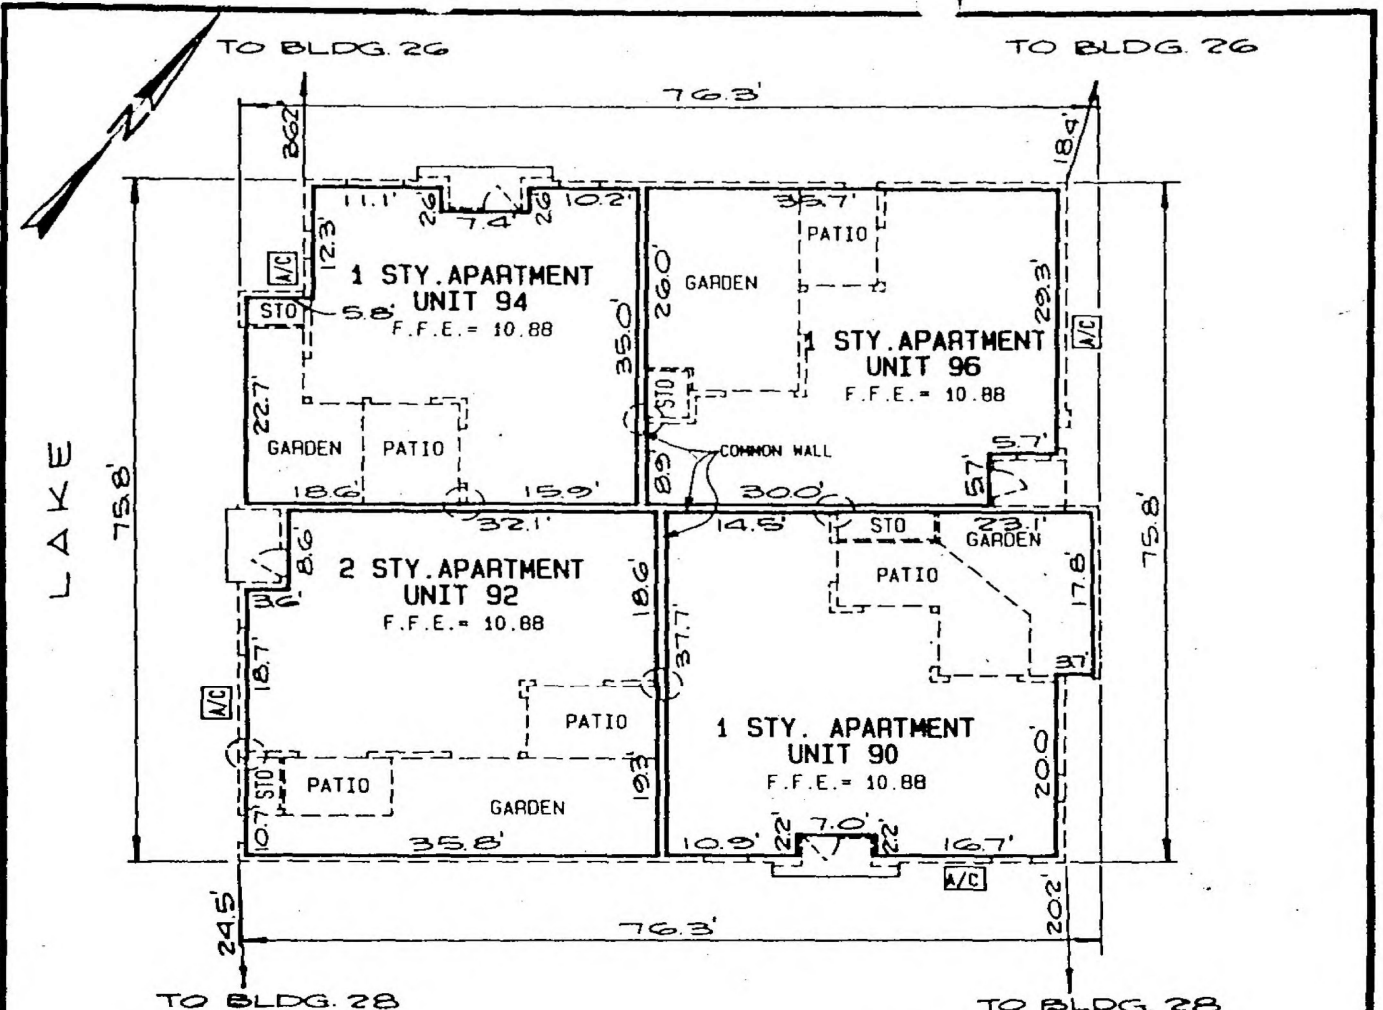 TO BLDG. 26
TO BLDG. 26
N
76.3'
36.2'
18.4'
11.1'
26
7.4'
26
10.2'
35.7'
PATIO
12.3'
A/C
1 STY. APARTMENT
UNIT 94
F.F.E. = 10.88
STO
5.8'
35.0'
26.0'
GARDEN
29.3'
A/C
1 STY. APARTMENT
UNIT 96
F.F.E. = 10.88
STO
22.7'
GARDEN
PATIO
COMMON WALL
5.7'
5.7'
8.9'
18.6'
15.9'
30.0'
LAKE
75.8'
75.8'
32.1'
14.5'
STO
23.1'
GARDEN
8.6'
2 STY. APARTMENT
UNIT 92
F.F.E. = 10.88
3.6'
18.6'
PATIO
17.8'
37.7'
3.7'
18.7'
A/C
PATIO
1 STY. APARTMENT
UNIT 90
F.F.E. = 10.88
20.0'
STO
PATIO
GARDEN
19.3'
10.7'
35.8'
10.9'
2.2'
7.0'
2.2'
16.7'
A/C
24.5'
76.3'
20.2'
TO BLDG. 28
TO BLDG. 28